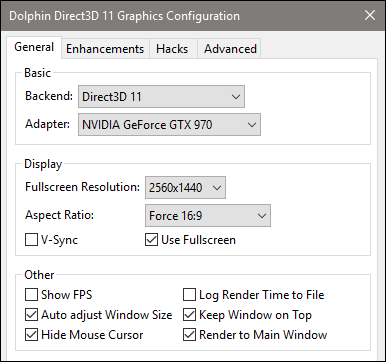 Dolphin Direct3D 11 Graphics Configuration
General Enhancements Hacks Advanced
Basic
Backend: Direct3D 11
Adapter: NVIDIA GeForce GTX 970
Display
Fullscreen Resolution: 2560x1440
Aspect Ratio: Force 16:9
V-Sync Use Fullscreen
Other
Show FPS Log Render Time to File
Auto adjust Window Size Keep Window on Top
Hide Mouse Cursor Render to Main Window